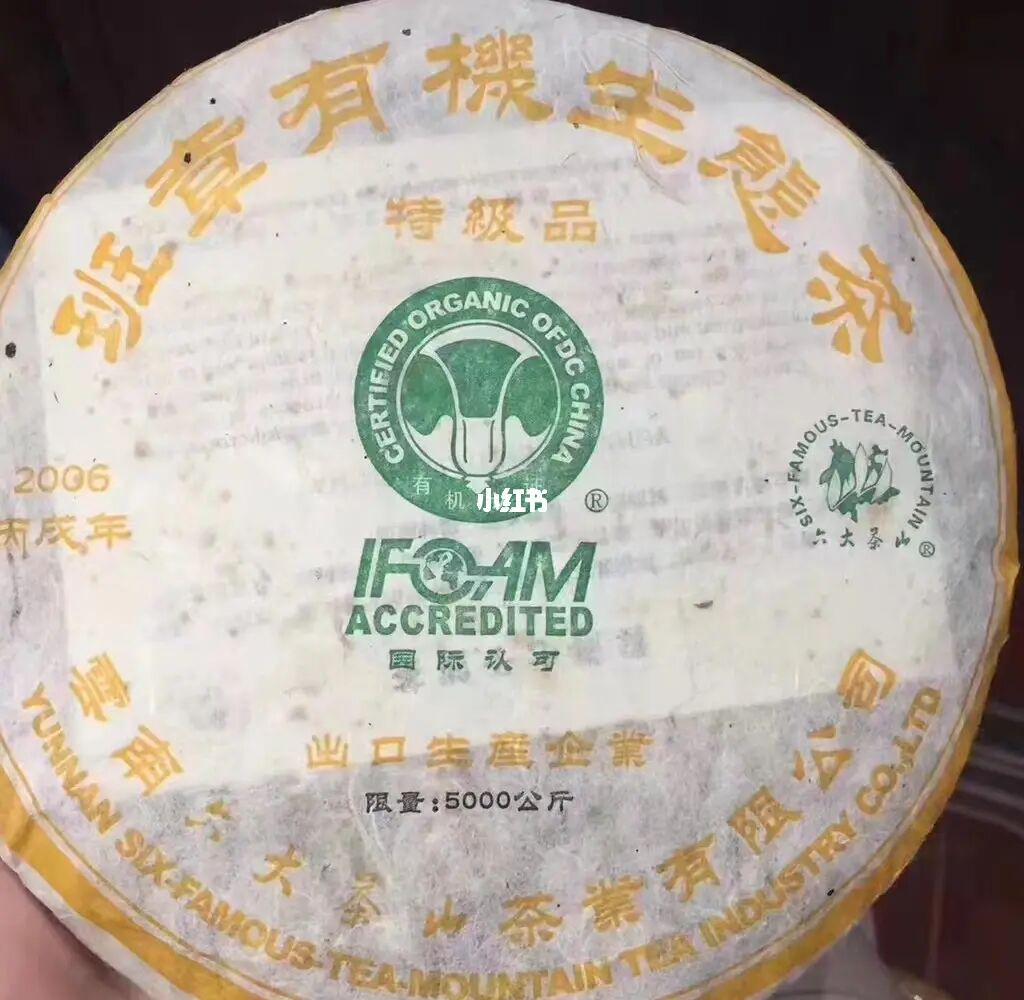 班章有機生態茶
特級品
CERTIFIED ORGANIC OFDC CHINA
有机
小红书
®
IFOAM
ACCREDITED
国际认可
2006
丙戌年
SIX-FAMOUS-TEA-MOUNTAIN
六大茶山®
出口生産企業
限量:5000公斤
雲南六大茶山茶業有限公司
YUNNAN SIX-FAMOUS-TEA-MOUNTAIN TEA INDUSTRY CO.,LTD